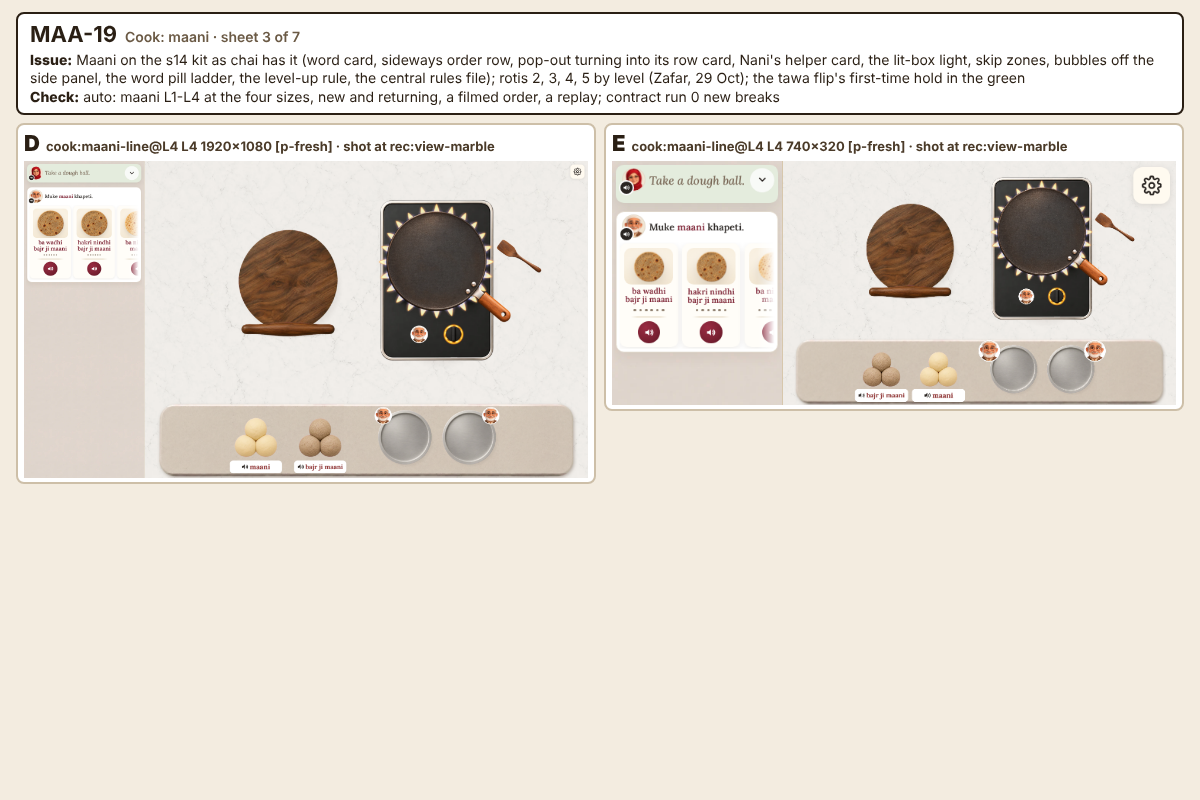 MAA-19 Cook: maani · sheet 3 of 7
Issue: Maani on the s14 kit as chai has it (word card, sideways order row, pop-out turning into its row card, Nani's helper card, the lit-box light, skip zones, bubbles off the
side panel, the word pill ladder, the level-up rule, the central rules file); rotis 2, 3, 4, 5 by level (Zafar, 29 Oct); the tawa flip's first-time hold in the green
Check: auto: maani L1-L4 at the four sizes, new and returning, a filmed order, a replay; contract run 0 new breaks
D cook:maani-line@L4 L4 1920×1080 [p-fresh] · shot at rec:view-marble
Take a dough ball.
Muke maani khapeti.
ba wadhi
bajr ji maani
hakri nindhi
bajr ji maani
maani
bajr ji maani
E cook:maani-line@L4 L4 740×320 [p-fresh] · shot at rec:view-marble
Take a dough ball.
Muke maani khapeti.
ba wadhi
bajr ji maani
hakri nindhi
bajr ji maani
bajr ji maani
maani